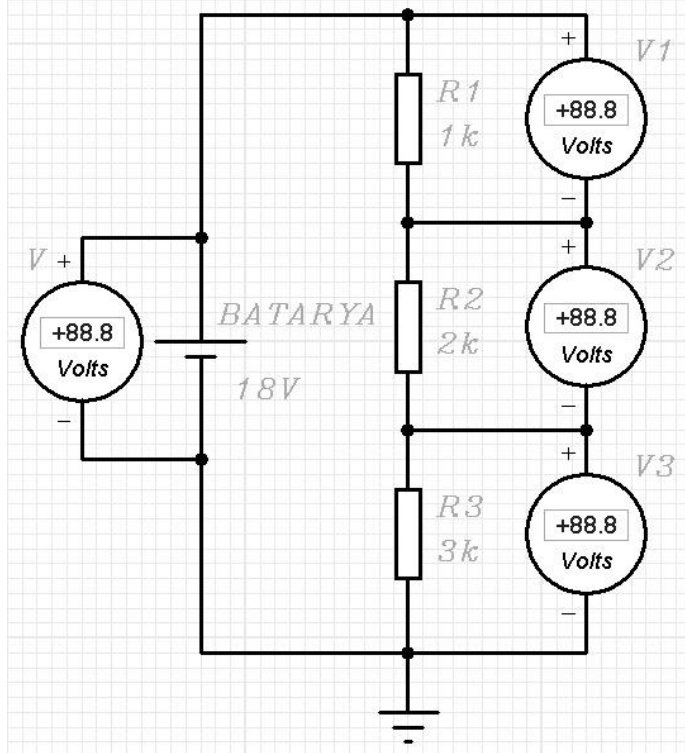 +
V1
R1
1k
+88.8
Volts
−
V +
+
V2
BATARYA
R2
2k
+88.8
Volts
+88.8
Volts
18V
−
−
+
V3
R3
3k
+88.8
Volts
−